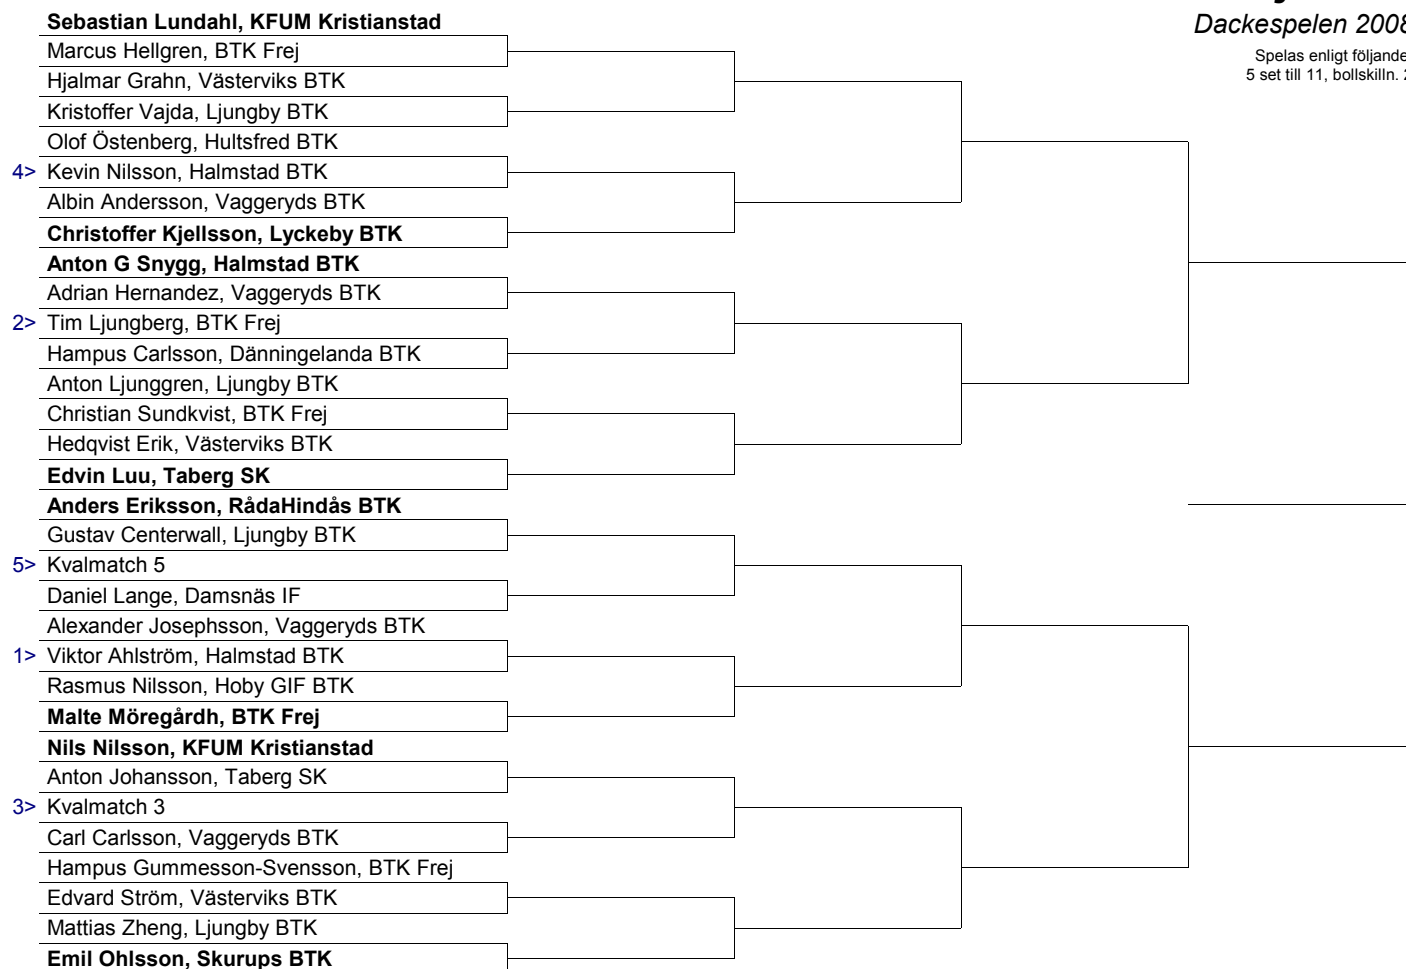 Dackespelen 2008
Spelas enligt följande
5 set till 11, bollskilln. 2
Sebastian Lundahl, KFUM Kristianstad
Marcus Hellgren, BTK Frej
Hjalmar Grahn, Västerviks BTK
Kristoffer Vajda, Ljungby BTK
Olof Östenberg, Hultsfred BTK
4> Kevin Nilsson, Halmstad BTK
Albin Andersson, Vaggeryds BTK
Christoffer Kjellsson, Lyckeby BTK
Anton G Snygg, Halmstad BTK
Adrian Hernandez, Vaggeryds BTK
2> Tim Ljungberg, BTK Frej
Hampus Carlsson, Dänningelanda BTK
Anton Ljunggren, Ljungby BTK
Christian Sundkvist, BTK Frej
Hedqvist Erik, Västerviks BTK
Edvin Luu, Taberg SK
Anders Eriksson, RådaHindås BTK
Gustav Centerwall, Ljungby BTK
5> Kvalmatch 5
Daniel Lange, Damsnäs IF
Alexander Josephsson, Vaggeryds BTK
1> Viktor Ahlström, Halmstad BTK
Rasmus Nilsson, Hoby GIF BTK
Malte Möregårdh, BTK Frej
Nils Nilsson, KFUM Kristianstad
Anton Johansson, Taberg SK
3> Kvalmatch 3
Carl Carlsson, Vaggeryds BTK
Hampus Gummesson-Svensson, BTK Frej
Edvard Ström, Västerviks BTK
Mattias Zheng, Ljungby BTK
Emil Ohlsson, Skurups BTK